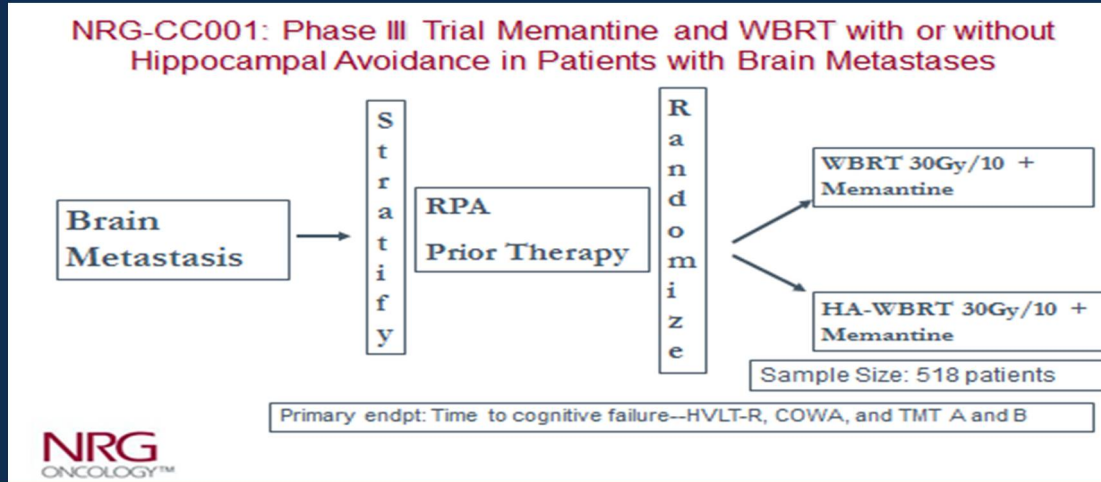 NRG-CC001: Phase III Trial Memantine and WBRT with or without
Hippocampal Avoidance in Patients with Brain Metastases
Brain
Metastasis
Stratify
RPA
Prior Therapy
Randomize
WBRT 30Gy/10 +
Memantine
HA-WBRT 30Gy/10 +
Memantine
Sample Size: 518 patients
Primary endpt: Time to cognitive failure--HVLT-R, COWA, and TMT A and B
NRG
ONCOLOGY™